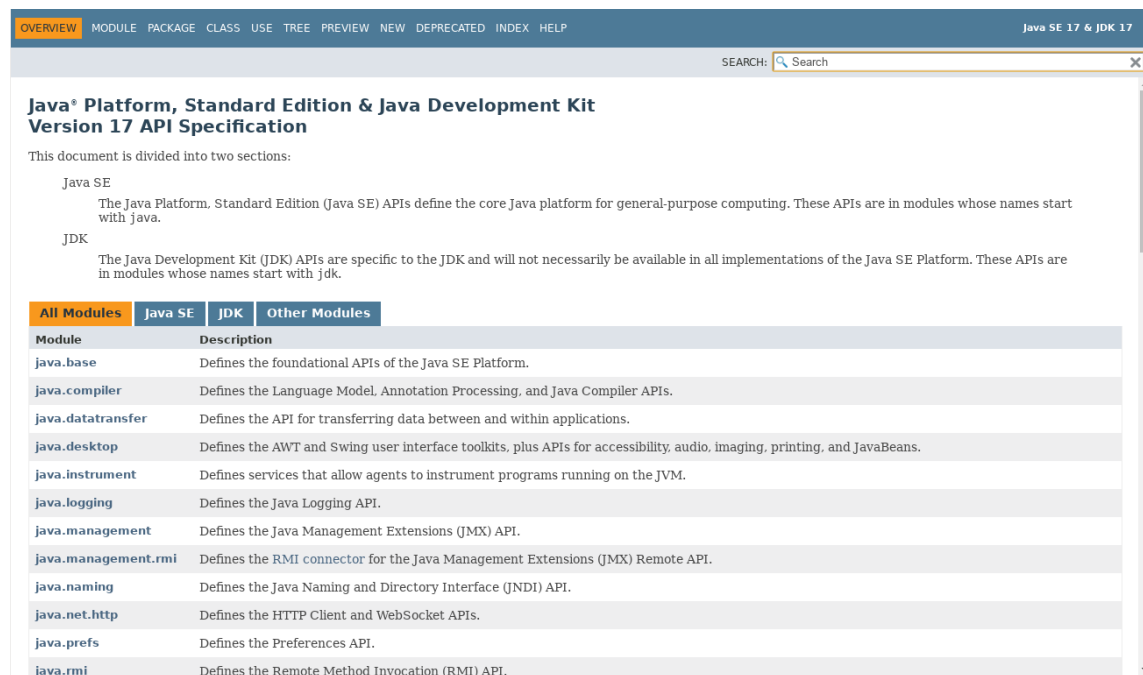 OVERVIEW MODULE PACKAGE CLASS USE TREE PREVIEW NEW DEPRECATED INDEX HELP Java SE 17 & JDK 17
SEARCH: Search
Java® Platform, Standard Edition & Java Development Kit
Version 17 API Specification
This document is divided into two sections:
Java SE
The Java Platform, Standard Edition (Java SE) APIs define the core Java platform for general-purpose computing. These APIs are in modules whose names start
with java.
JDK
The Java Development Kit (JDK) APIs are specific to the JDK and will not necessarily be available in all implementations of the Java SE Platform. These APIs are
in modules whose names start with jdk.
All Modules Java SE JDK Other Modules
Module Description
java.base Defines the foundational APIs of the Java SE Platform.
java.compiler Defines the Language Model, Annotation Processing, and Java Compiler APIs.
java.datatransfer Defines the API for transferring data between and within applications.
java.desktop Defines the AWT and Swing user interface toolkits, plus APIs for accessibility, audio, imaging, printing, and JavaBeans.
java.instrument Defines services that allow agents to instrument programs running on the JVM.
java.logging Defines the Java Logging API.
java.management Defines the Java Management Extensions (JMX) API.
java.management.rmi Defines the RMI connector for the Java Management Extensions (JMX) Remote API.
java.naming Defines the Java Naming and Directory Interface (JNDI) API.
java.net.http Defines the HTTP Client and WebSocket APIs.
java.prefs Defines the Preferences API.
java.rmi Defines the Remote Method Invocation (RMI) API.